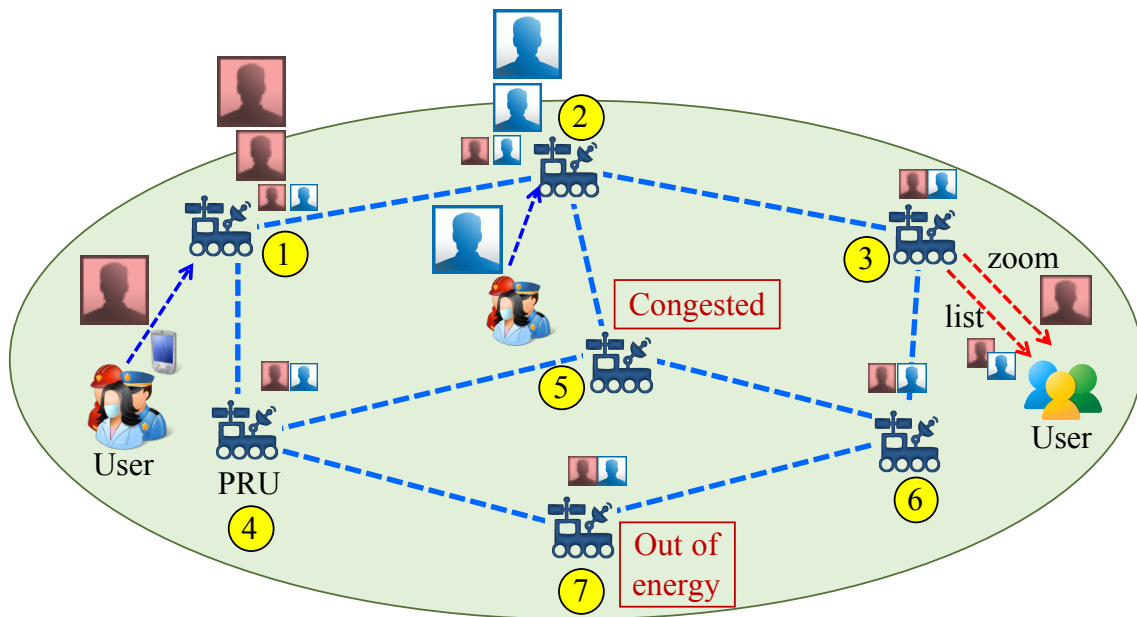 2
1
3
zoom
Congested
list
5
User
PRU
User
4
6
Out of
energy
7